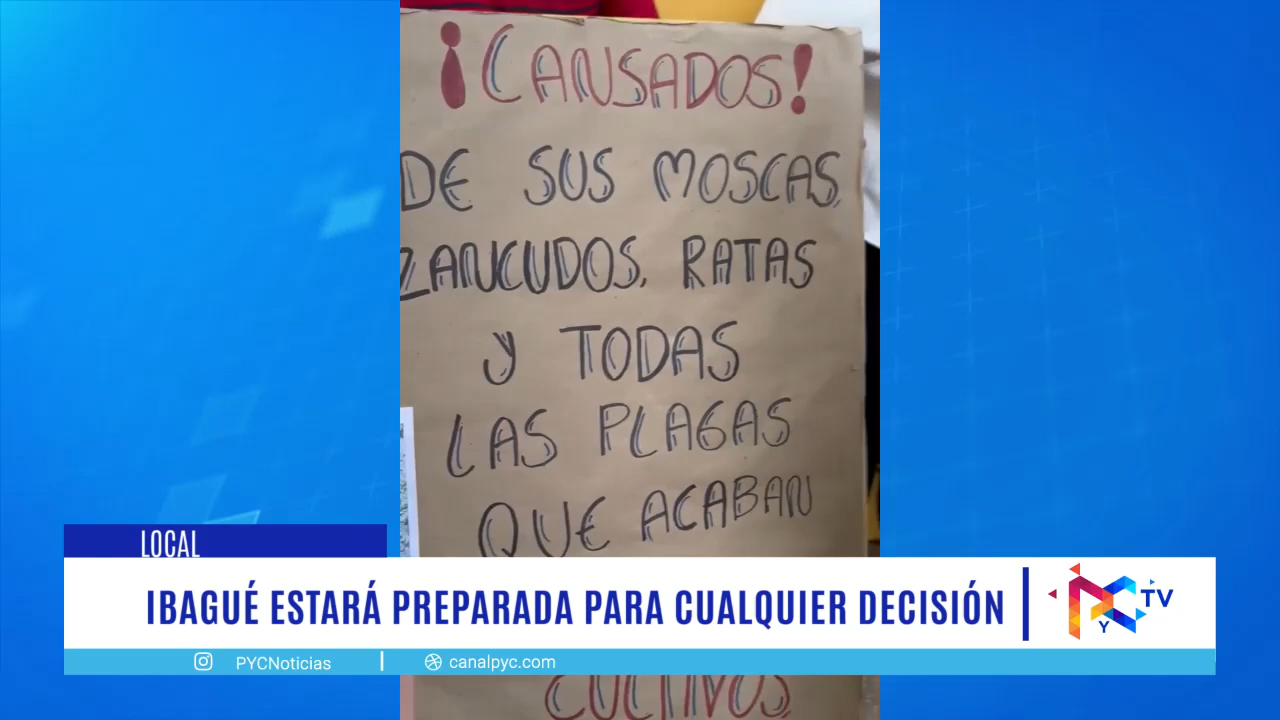 ¡CANSADOS!
DE SUS MOSCAS,
ZANCUDOS, RATAS
Y TODAS
LAS PLAGAS
QUE ACABAN
LOCAL
IBAGUÉ ESTARÁ PREPARADA PARA CUALQUIER DECISIÓN
PYC TV
PYCNoticias | canalpyc.com
CULTIVOS.